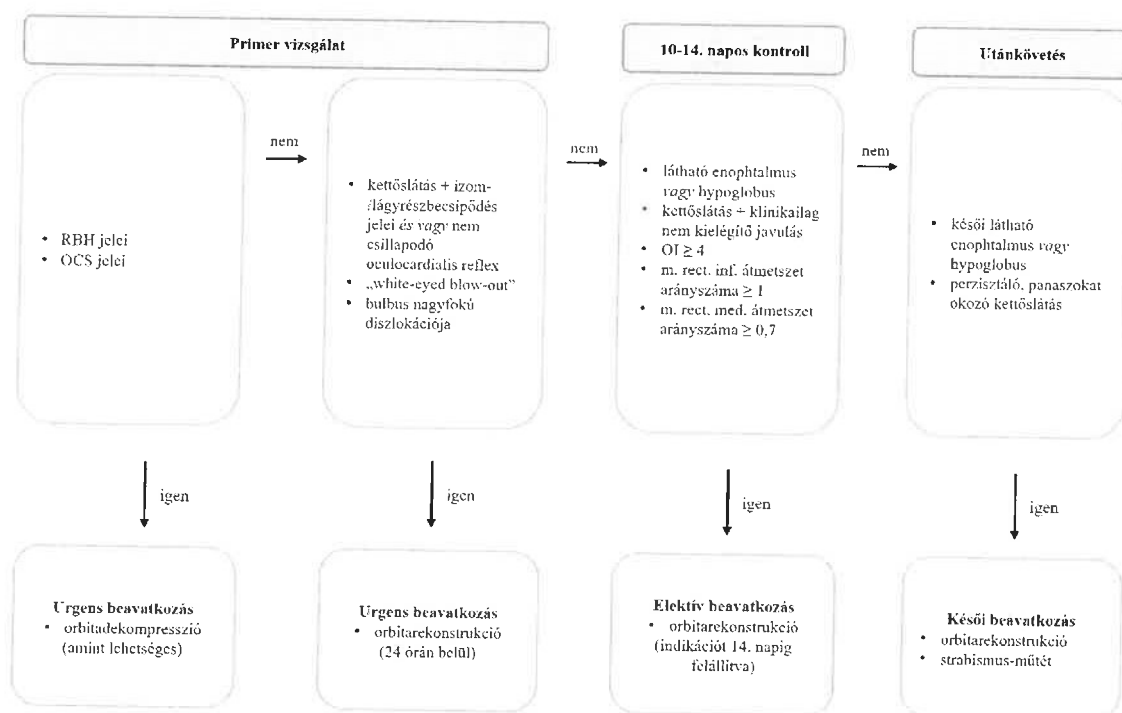 Primer vizsgálat
10-14. napos kontroll
Utánkövetés
• RBH jelei
• OCS jelei
nem
• kettőslátás + izom-
/lágyrészbecsípődés
jelei és/vagy nem
csillapodó
oculocardialis reflex
• „white-eyed blow-out”
• bulbus nagyfokú
diszlokációja
nem
• látható enophtalmus
vagy hypoglobus
• kettőslátás + klinikailag
nem kielégítő javulás
• OI ≥ 4
• m. rect. inf. átmetszet
arányszáma ≥ 1
• m. rect. med. átmetszet
arányszáma ≥ 0,7
nem
• késői látható
enophtalmus vagy
hypoglobus
• perzisztáló, panaszokat
okozó kettőslátás
igen
igen
igen
igen
Urgens beavatkozás
• orbitadekompresszió
(amint lehetséges)
Urgens beavatkozás
• orbitarekonstrukció
(24 órán belül)
Elektív beavatkozás
• orbitarekonstrukció
(indikációt 14. napig
felállítva)
Késői beavatkozás
• orbitarekonstrukció
• strabismus-műtét